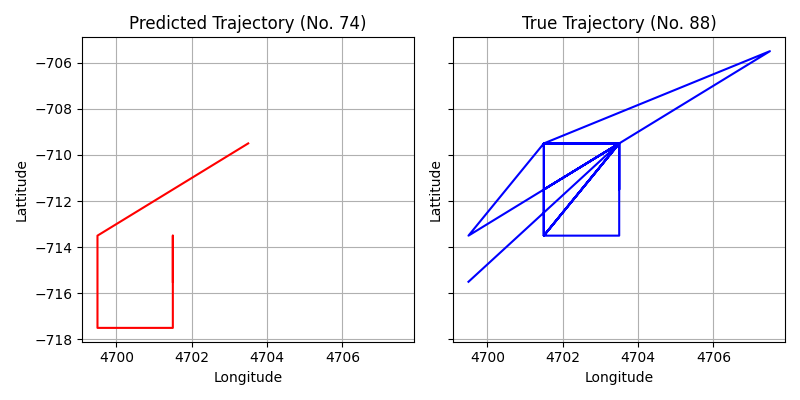 Predicted Trajectory (No. 74)
True Trajectory (No. 88)
Lattitude
−706
−708
−710
−712
−714
−716
−718
4700
4702
4704
4706
Longitude
Lattitude
4700
4702
4704
4706
Longitude